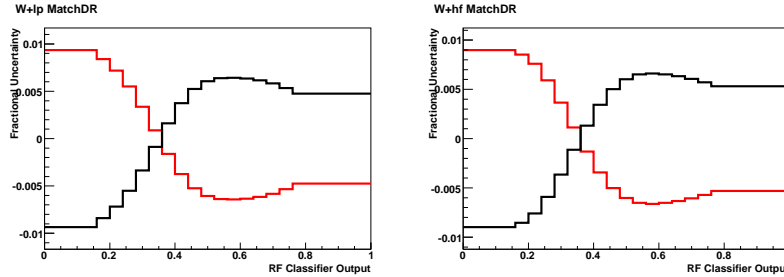 W+lp MatchDR
Fractional Uncertainty
0.01
0.005
0
-0.005
-0.01
0 0.2 0.4 0.6 0.8 1
RF Classifier Output
W+hf MatchDR
Fractional Uncertainty
0.01
0.005
0
-0.005
-0.01
0 0.2 0.4 0.6 0.8
RF Classifier Output